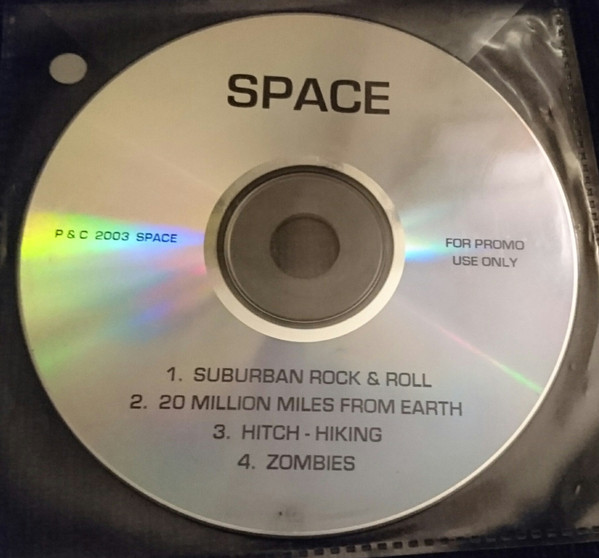 SPACE
P & C 2003 SPACE
FOR PROMO
USE ONLY
1. SUBURBAN ROCK & ROLL
2. 20 MILLION MILES FROM EARTH
3. HITCH - HIKING
4. ZOMBIES